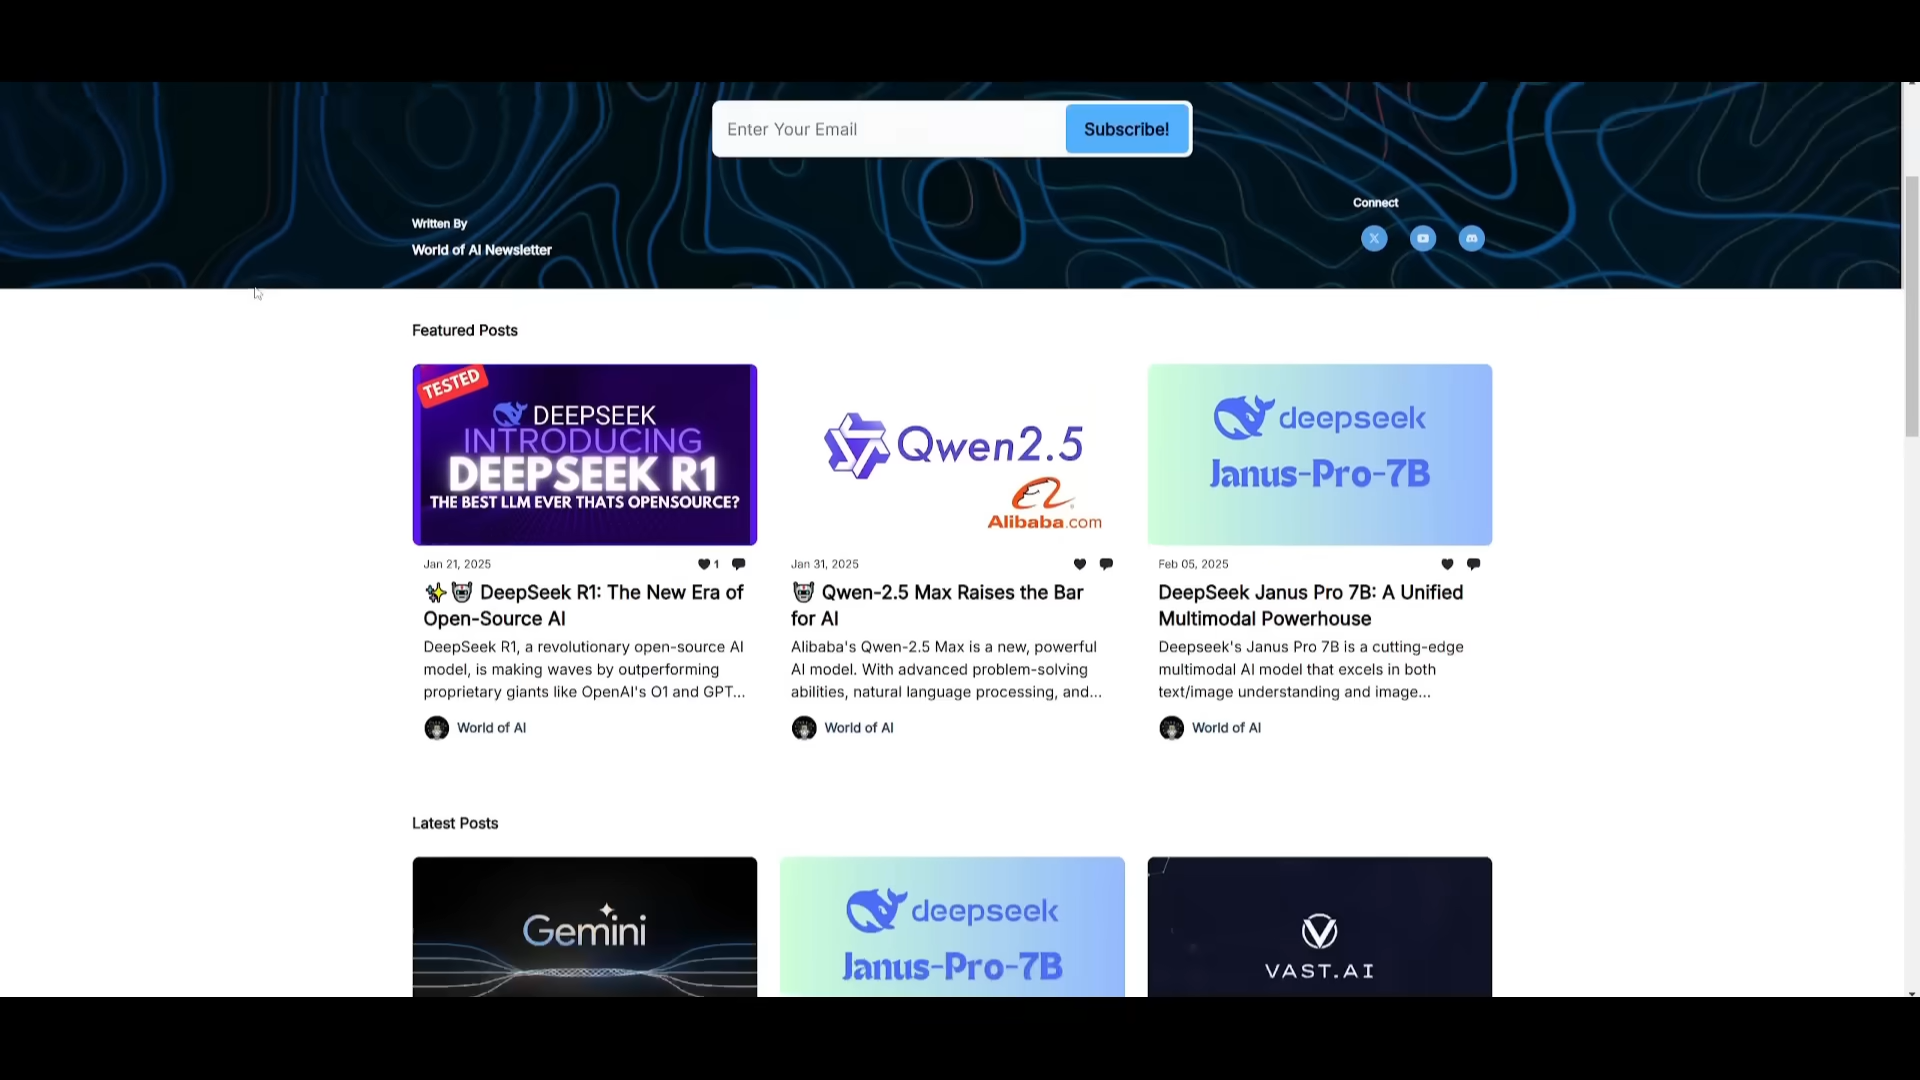 Enter Your Email
Subscribe!
Connect
Written By
World of AI Newsletter
Featured Posts
TESTED
DEEPSEEK
INTRODUCING
DEEPSEEK R1
THE BEST LLM EVER THATS OPENSOURCE?
Qwen2.5
Alibaba.com
deepseek
Janus-Pro-7B
Jan 21, 2025
1
DeepSeek R1: The New Era of
Open-Source AI
DeepSeek R1, a revolutionary open-source AI
model, is making waves by outperforming
proprietary giants like OpenAI's O1 and GPT...
World of AI
Jan 31, 2025
Qwen-2.5 Max Raises the Bar
for AI
Alibaba's Qwen-2.5 Max is a new, powerful
AI model. With advanced problem-solving
abilities, natural language processing, and...
World of AI
Feb 05, 2025
DeepSeek Janus Pro 7B: A Unified
Multimodal Powerhouse
Deepseek's Janus Pro 7B is a cutting-edge
multimodal AI model that excels in both
text/image understanding and image...
World of AI
Latest Posts
Gemini
deepseek
Janus-Pro-7B
VAST.AI